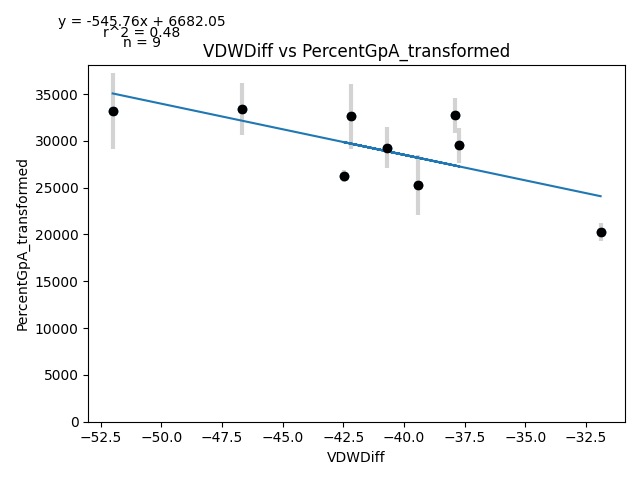 y = -545.76x + 6682.05
r^2 = 0.48
n = 9
VDWDiff vs PercentGpA_transformed
PercentGpA_transformed
35000
30000
25000
20000
15000
10000
5000
0
−52.5 −50.0 −47.5 −45.0 −42.5 −40.0 −37.5 −35.0 −32.5
VDWDiff